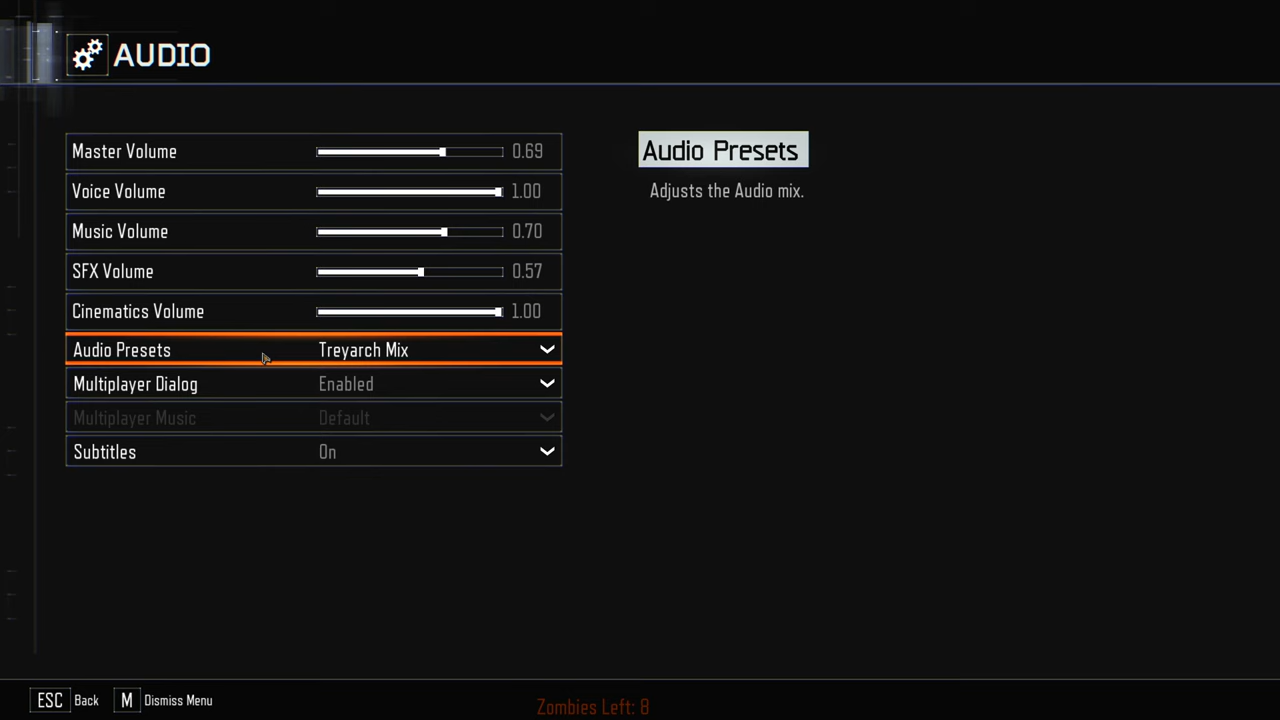 AUDIO
Master Volume 0.69
Voice Volume 1.00
Music Volume 0.70
SFX Volume 0.57
Cinematics Volume 1.00
Audio Presets Treyarch Mix
Multiplayer Dialog Enabled
Multiplayer Music Default
Subtitles On
Audio Presets
Adjusts the Audio mix.
ESC Back M Dismiss Menu
Zombies Left: 8